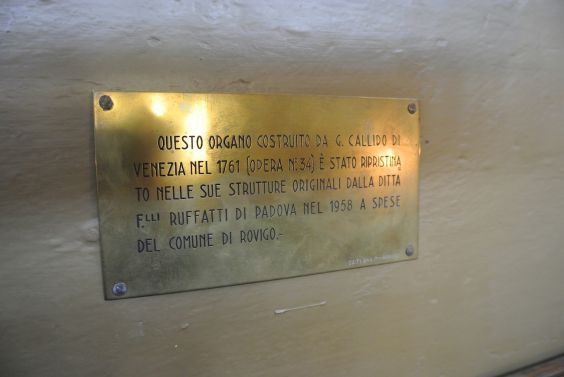 QUESTO ORGANO COSTRUITO DA G. CALLIDO DI
VENEZIA NEL 1761 (OPERA N.34) È STATO RIPRISTINA
TO NELLE SUE STRUTTURE ORIGINALI DALLA DITTA
F.LLI RUFFATTI DI PADOVA NEL 1958 A SPESE
DEL COMUNE DI ROVIGO.-